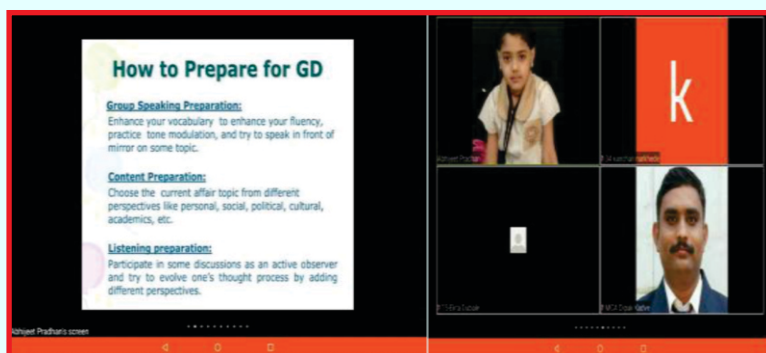 How to Prepare for GD
Group Speaking Preparation:
Enhance your vocabulary to enhance your fluency,
practice tone modulation, and try to speak in front of
mirror on some topic.
Content Preparation:
Choose the current affair topic from different
perspectives like personal, social, political, cultural,
academics, etc.
Listening preparation:
Participate in some discussions as an active observer
and try to evolve one's thought process by adding
different perspectives.
Abhijeet Pradhan's screen
k
Abhijeet Pradhan